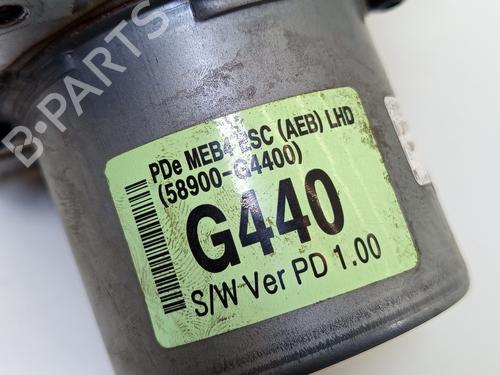 PDe MEB4 ESC (AEB) LHD
(58900-G4400)
G440
S/W Ver PD 1.00
B-PARTS